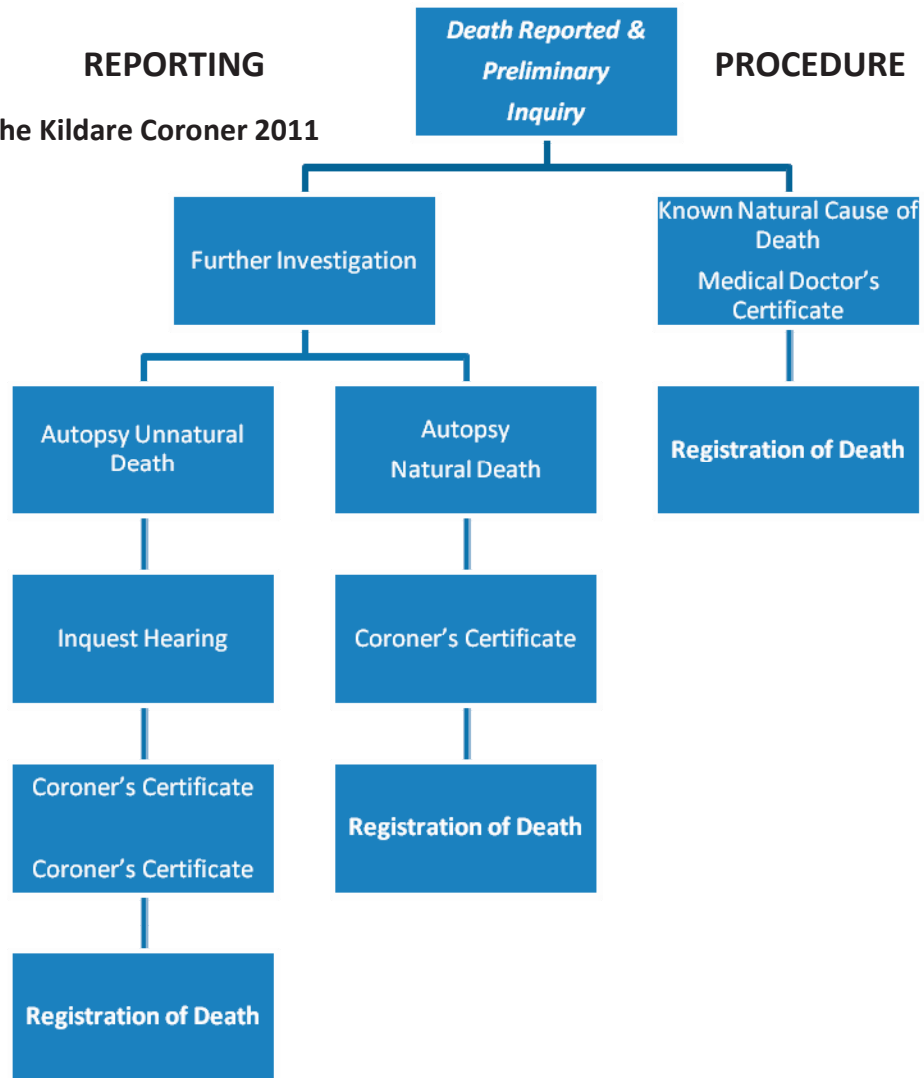 REPORTING
PROCEDURE
he Kildare Coroner 2011
Death Reported &
Preliminary
Inquiry
Further Investigation
Known Natural Cause of
Death
Medical Doctor’s
Certificate
Autopsy Unnatural
Death
Autopsy
Natural Death
Registration of Death
Inquest Hearing
Coroner’s Certificate
Coroner’s Certificate
Coroner’s Certificate
Registration of Death
Registration of Death